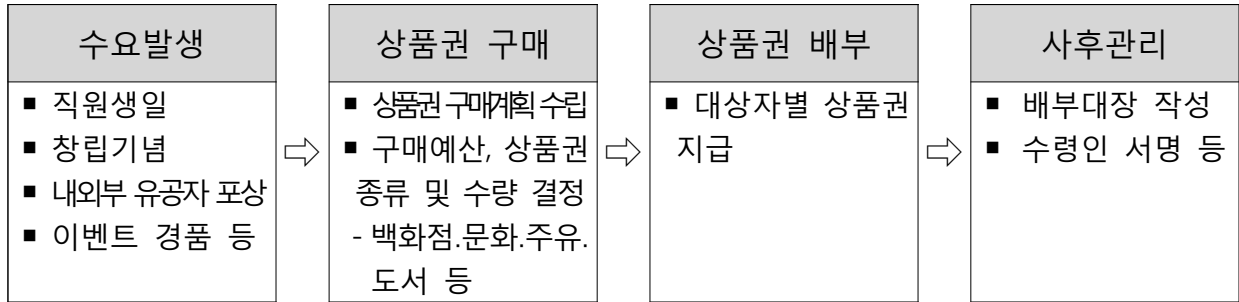 수요발생
■ 직원생일
■ 창립기념
■ 내외부 유공자 포상
■ 이벤트 경품 등
⇨
상품권 구매
■ 상품권 구매계획 수립
■ 구매예산, 상품권
종류 및 수량 결정
- 백화점.문화.주유.
도서 등
⇨
상품권 배부
■ 대상자별 상품권
지급
⇨
사후관리
■ 배부대장 작성
■ 수령인 서명 등